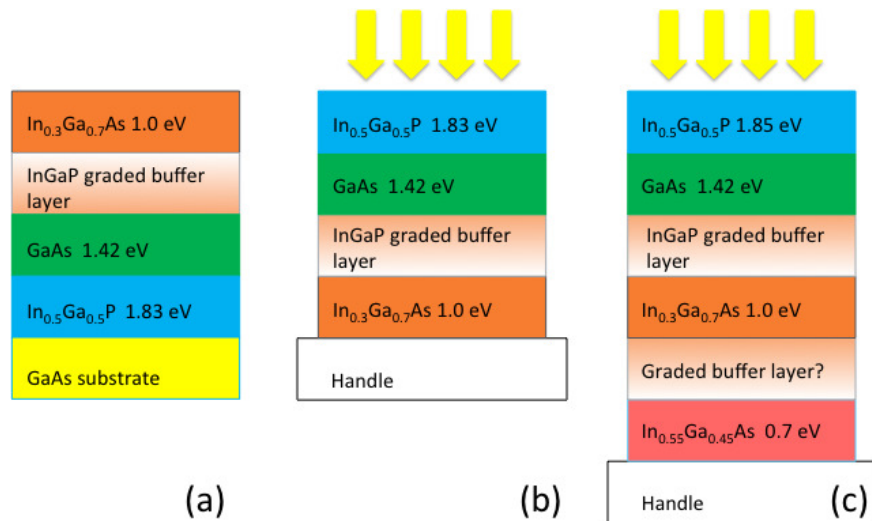 In₀.₃Ga₀.₇As 1.0 eV
InGaP graded buffer
layer
GaAs 1.42 eV
In₀.₅Ga₀.₅P 1.83 eV
GaAs substrate
(a)
In₀.₅Ga₀.₅P 1.83 eV
GaAs 1.42 eV
InGaP graded buffer
layer
In₀.₃Ga₀.₇As 1.0 eV
Handle
(b)
In₀.₅Ga₀.₅P 1.85 eV
GaAs 1.42 eV
InGaP graded buffer
layer
In₀.₃Ga₀.₇As 1.0 eV
Graded buffer layer?
In₀.₅₅Ga₀.₄₅As 0.7 eV
Handle
(c)